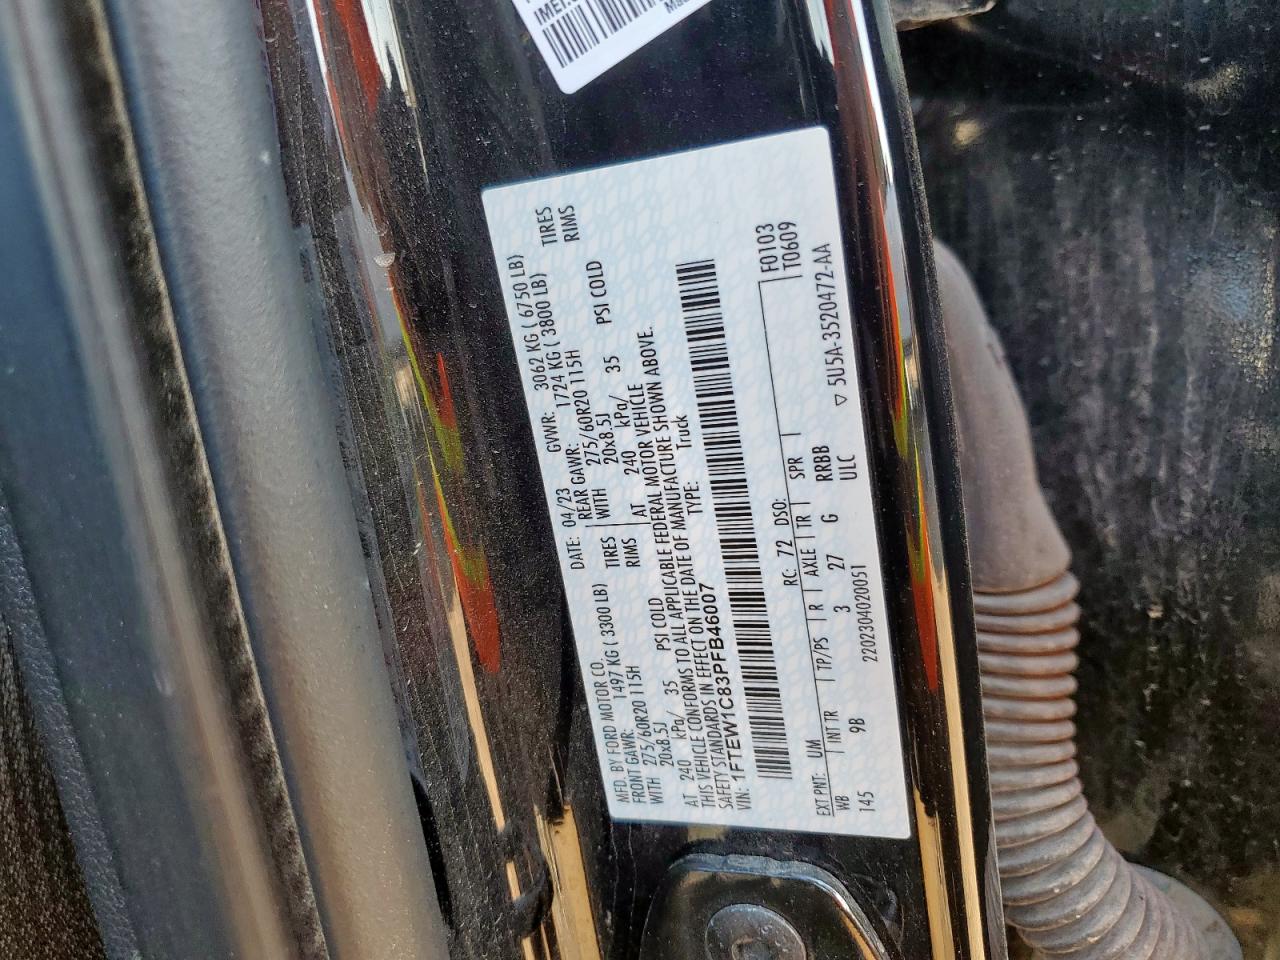 IMEI:
MFD. BY FORD MOTOR CO.
DATE: 04/23 GVWR: 3062 KG ( 6750 LB)
FRONT GAWR: 1497 KG ( 3300 LB)
REAR GAWR: 1724 KG ( 3800 LB)
WITH 275/60R20 115H TIRES
WITH 275/60R20 115H TIRES
20x8.5J RIMS
20x8.5J RIMS
AT 240 kPa/ 35 PSI COLD
AT 240 kPa/ 35 PSI COLD
THIS VEHICLE CONFORMS TO ALL APPLICABLE FEDERAL MOTOR VEHICLE
SAFETY STANDARDS IN EFFECT ON THE DATE OF MANUFACTURE SHOWN ABOVE.
VIN: 1FTEW1C83PFB46007 TYPE: Truck
F0103
T0609
EXT PNT: UM RC: 72 DSO:
WB INT TR TP/PS R AXLE TR SPR
145 9B 3 27 G RRBB
ULC
2202304020051 ▽ 5U5A-3520472-AA